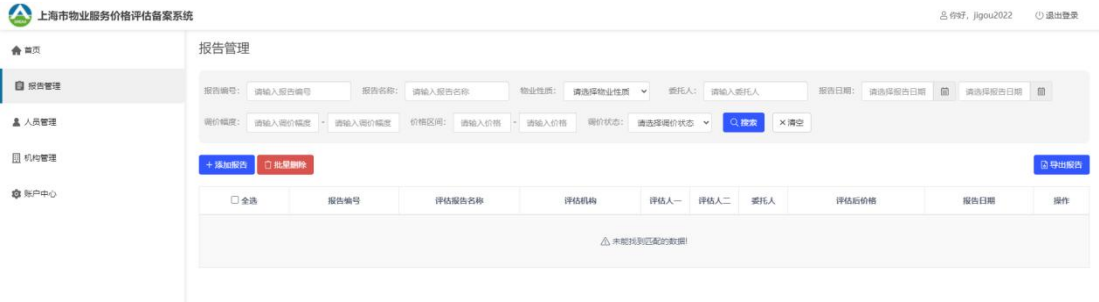 上海市物业服务价格评估备案系统
你好，jigou2022 退出登录
首页
报告管理
人员管理
机构管理
账户中心
报告管理
报告编号： 请输入报告编号 报告名称： 请输入报告名称 物业性质： 请选择物业性质 委托人： 请输入委托人 报告日期： 请选择报告日期 请选择报告日期
调价幅度： 请输入调价幅度 - 请输入调价幅度 价格区间： 请输入价格 - 请输入价格 调价状态： 请选择调价状态 搜索 ×清空
+添加报告 批量删除 导出报告
全选 报告编号 评估报告名称 评估机构 评估人一 评估人二 委托人 评估后价格 报告日期 操作
未能找到匹配的数据!